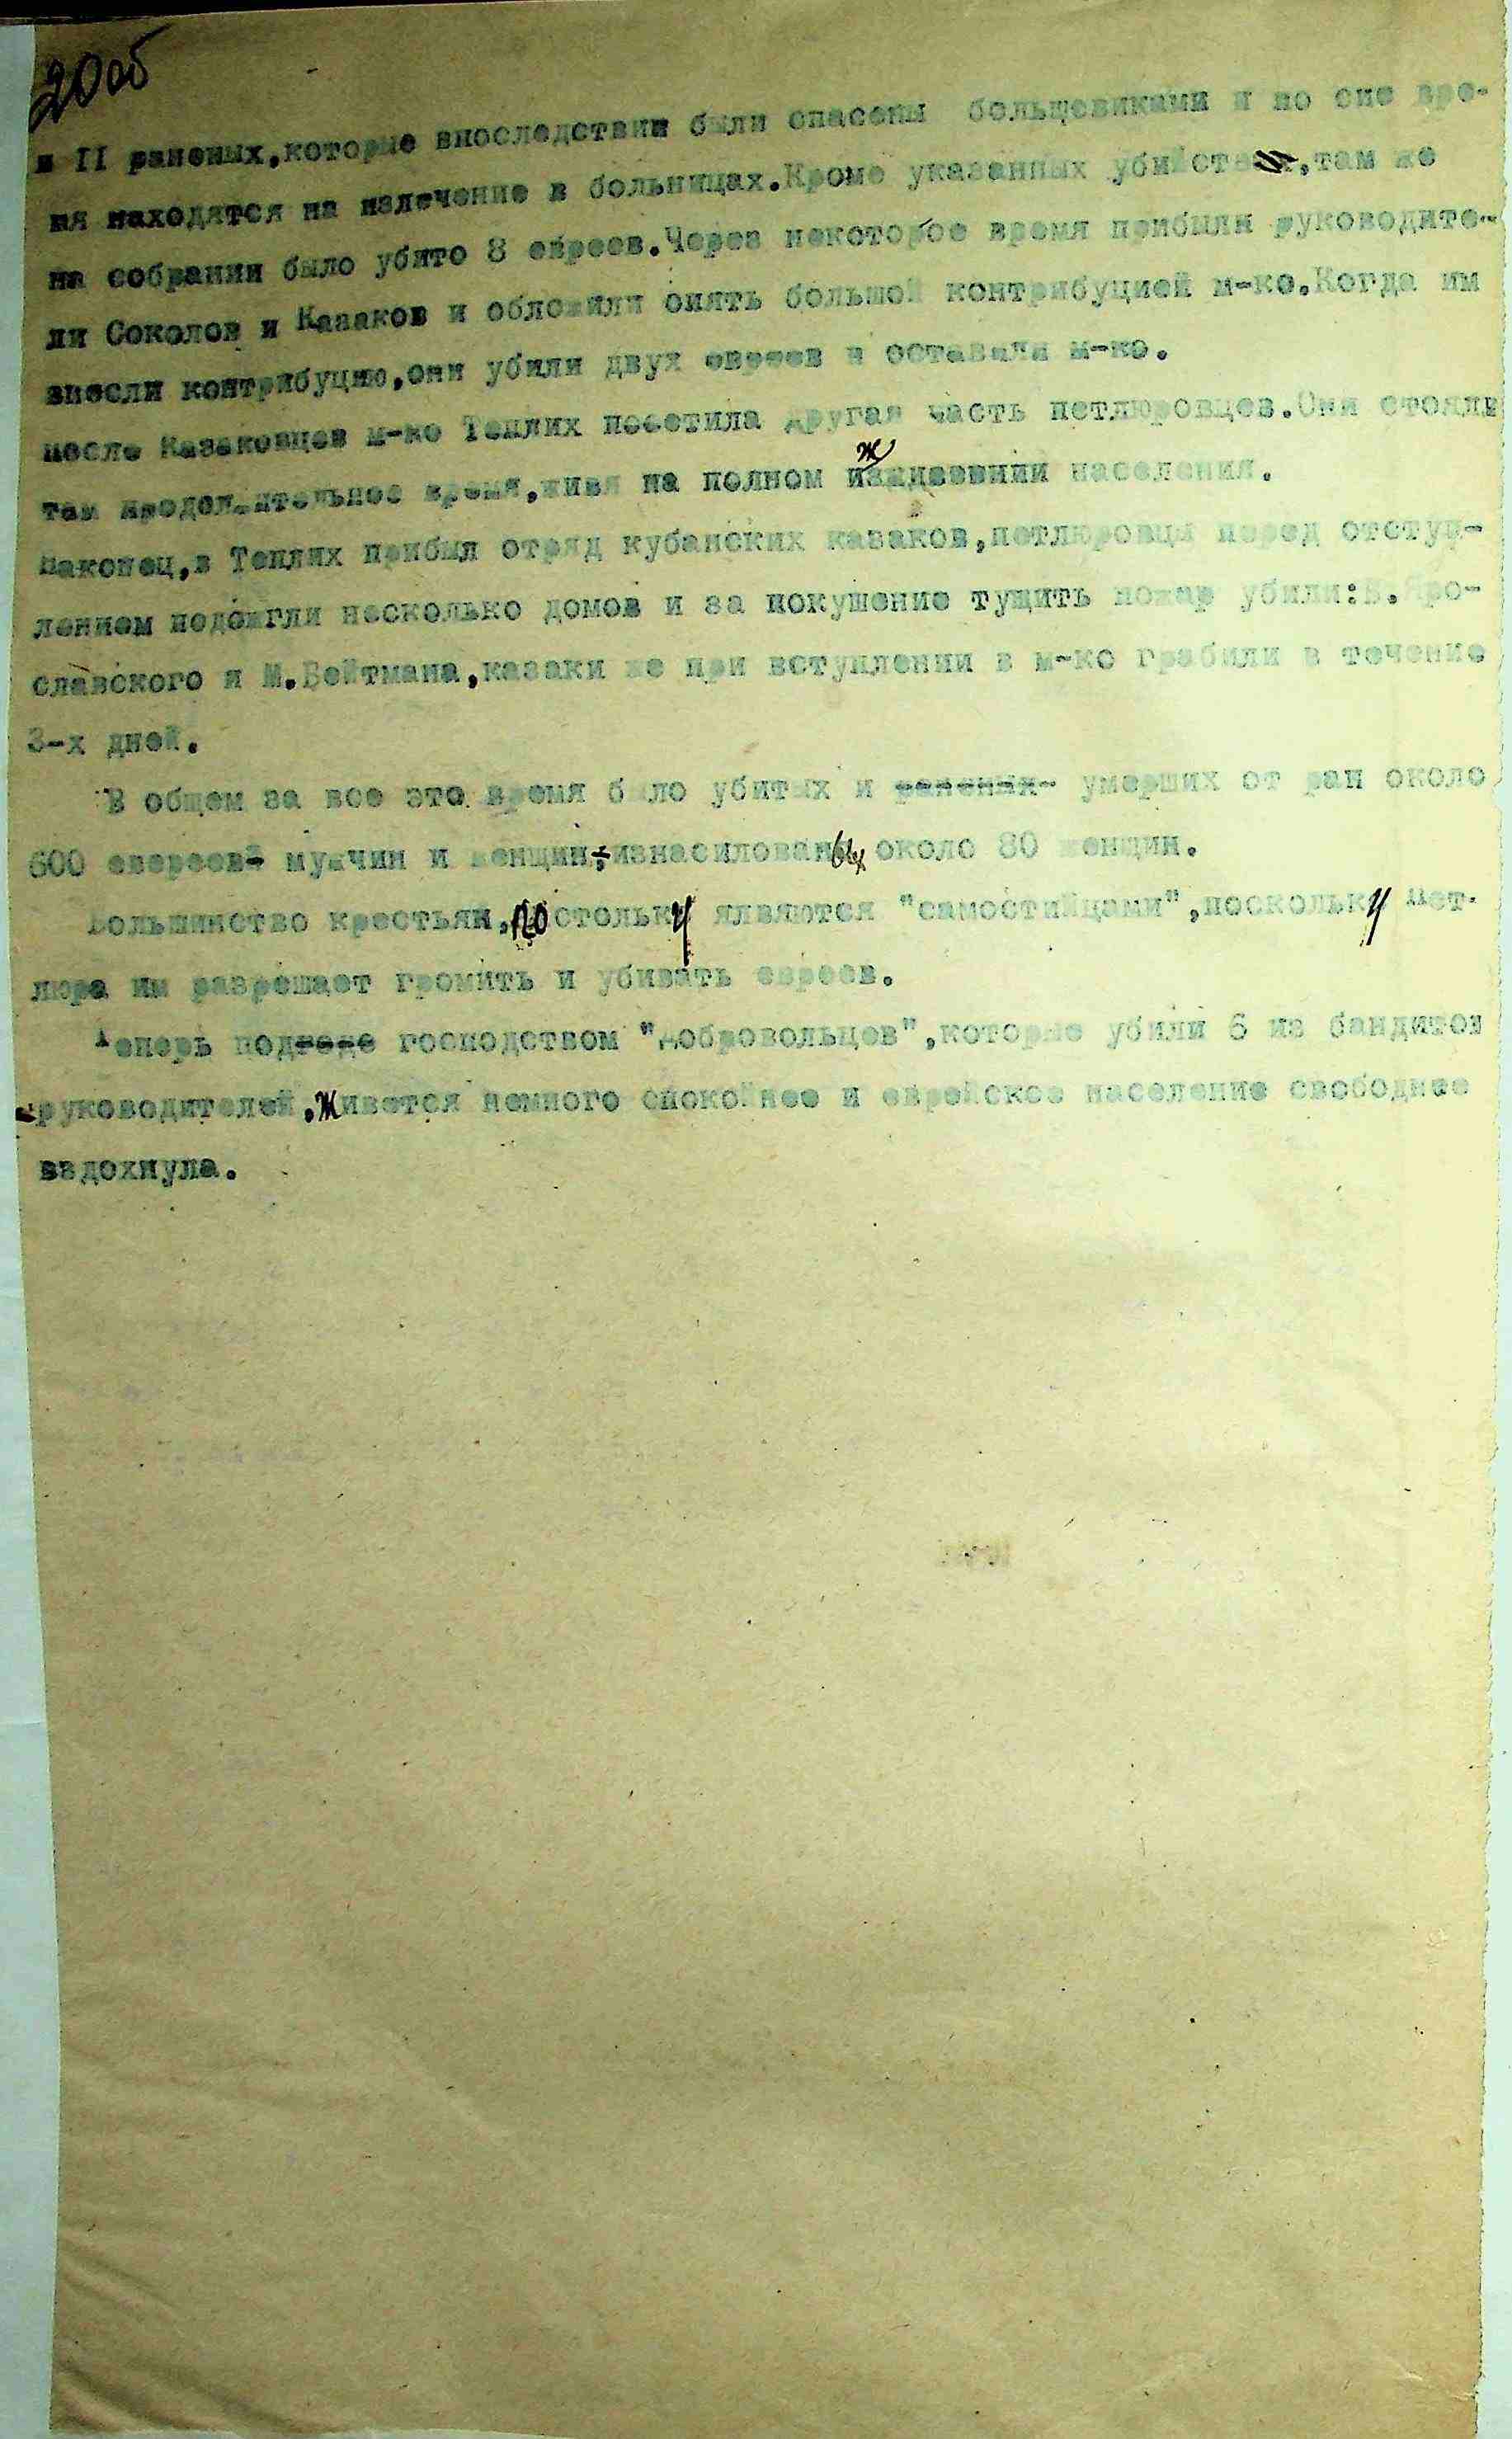 20об
и II раненых,которые впоследствии были спасены большевиками и по сие вре-
мя находятся на излечение в больницах.Кроме указанных убийств,там же
на собрании было убито 8 евреев.Через некоторое время прибыли руководите-
ли Соколов и Казаков и обложили опять большой контрибуцией м-ко.Когда им
внесли контрибуцию,они убили двух евреев и оставили м-ко.
после Казаковцев м-ко Теплик посетила другая часть петлюровцев.Они стояли
там продолжительное время,живя на полном иждивении населения.
Наконец,в Теплик прибыл отряд кубанских казаков,петлюровцы перед отступ-
лением подожгли несколько домов и за покушение тушить пожар убили:В.Яро-
славского и М.Вейтмана,казаки же при вступлении в м-ко грабили в течение
3-х дней.
В общем за все это время было убитых и умерших от ран около
600 евереев- мужчин и женщин;изнасилованых около 80 женщин.
Большинство крестьян,постольку являются "самостийцами",поскольку Пет-
люра им разрешает громить и убивать евреев.
Теперь под господством "добровольцев",которые убили 6 из бандитов
-руководителей.Живется немного спокойнее и еврейское население свободнее
вздохнула.